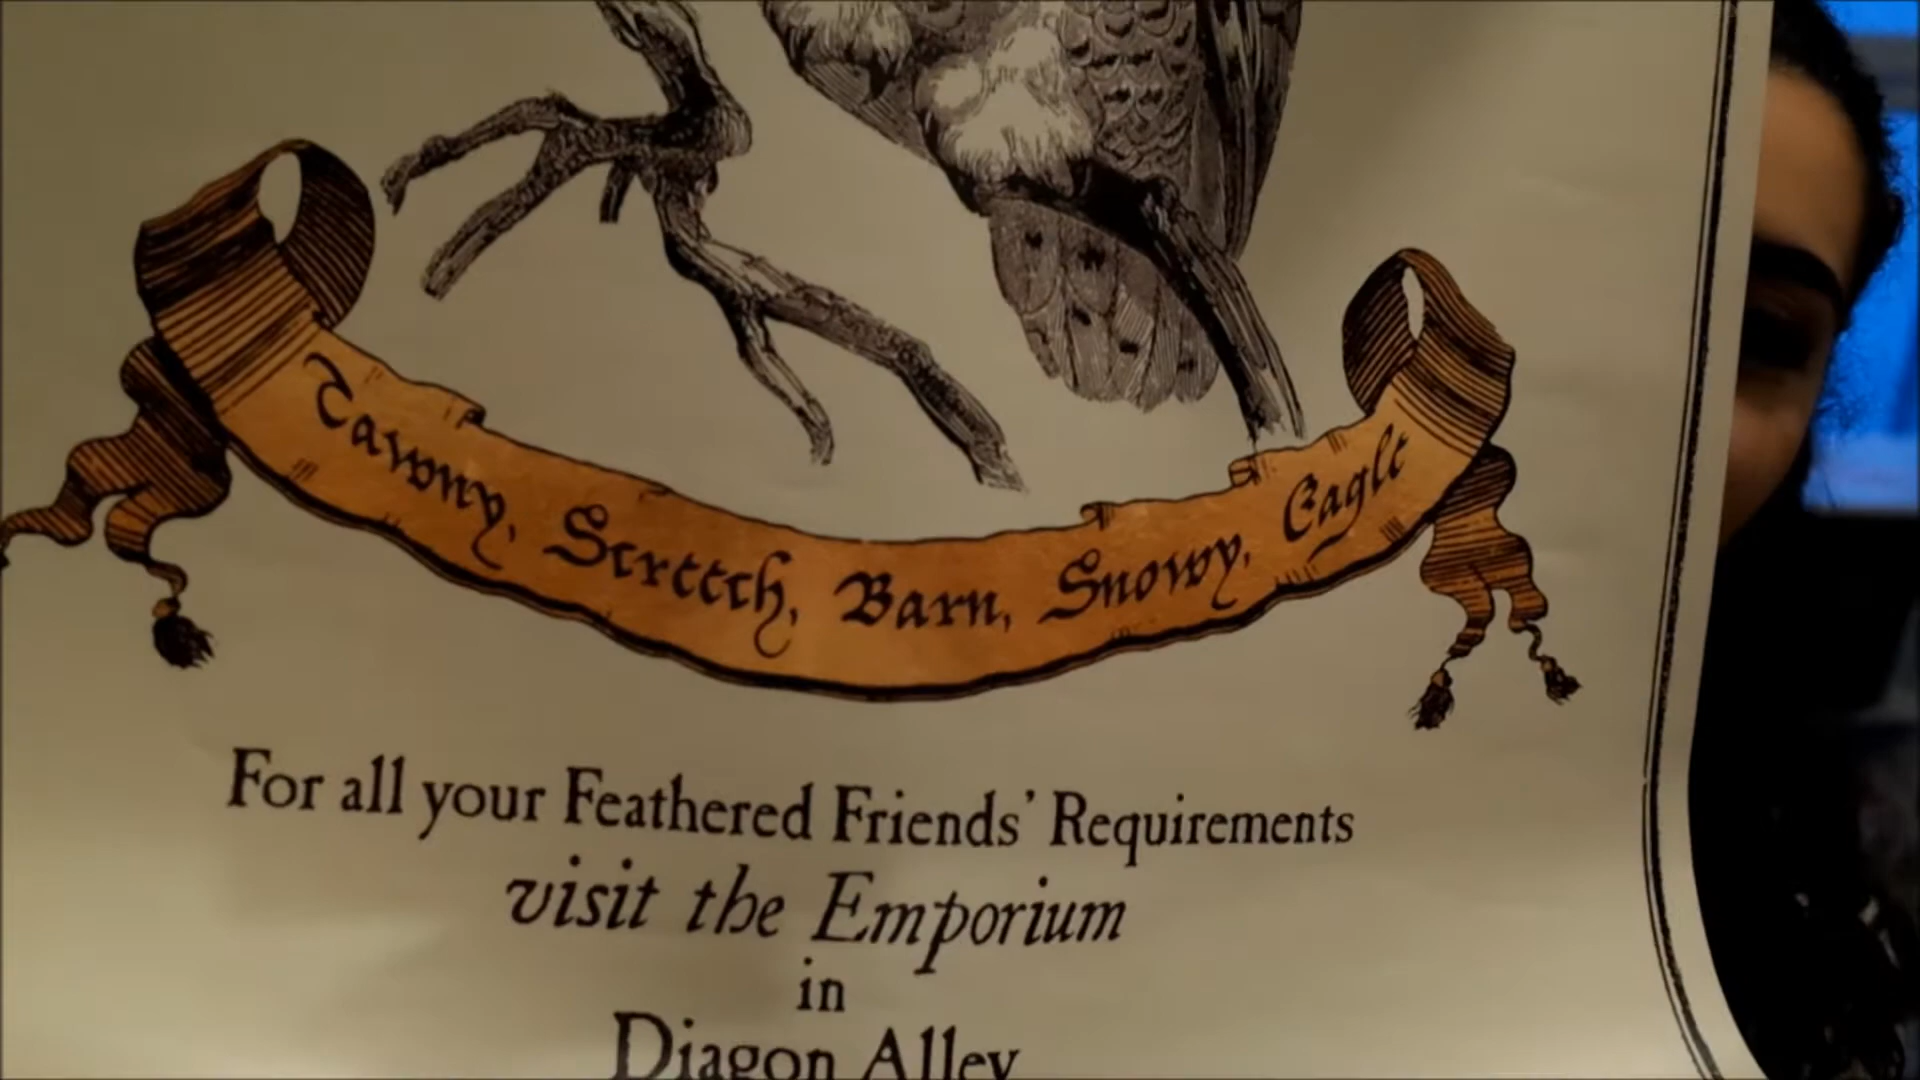 Tawny, Screech, Barn, Snowy, Eagle
For all your Feathered Friends' Requirements
visit the Emporium
in
Diagon Alley